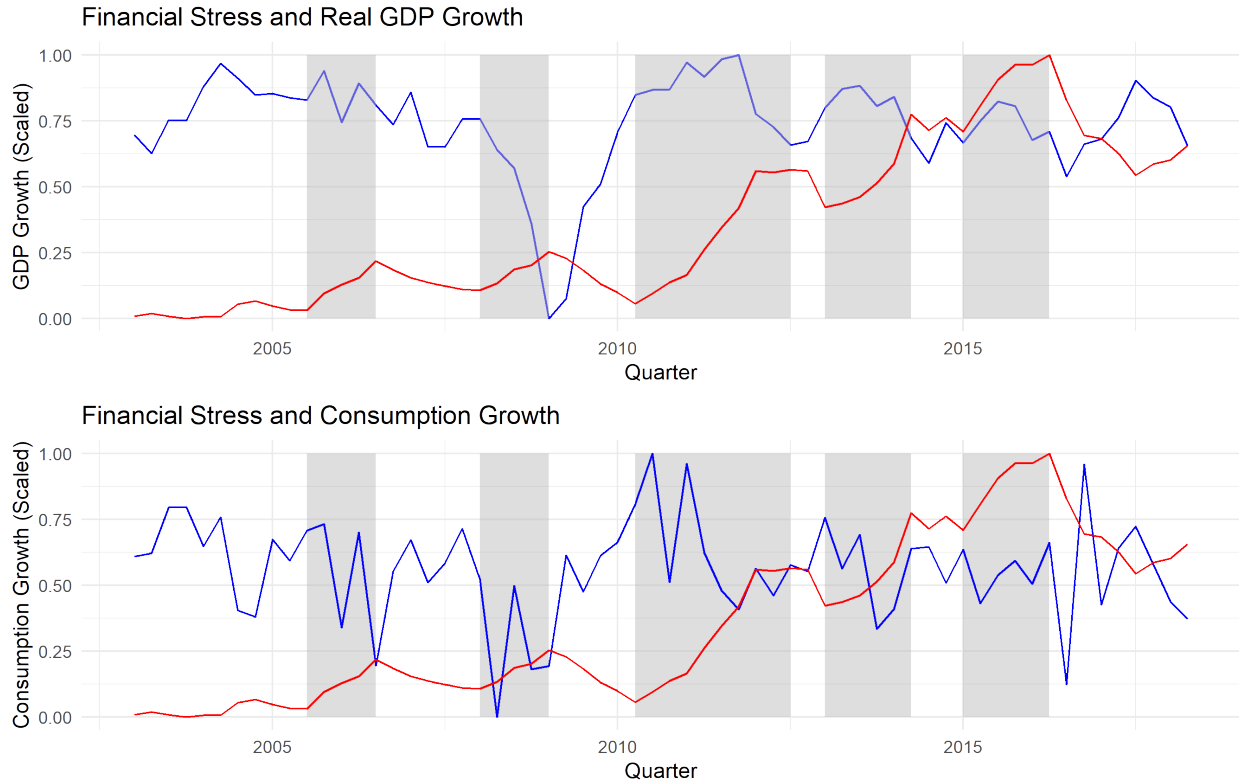 Financial Stress and Real GDP Growth
GDP Growth (Scaled)
1.00
0.75
0.50
0.25
0.00
2005 2010 2015
Quarter
Financial Stress and Consumption Growth
Consumption Growth (Scaled)
1.00
0.75
0.50
0.25
0.00
2005 2010 2015
Quarter